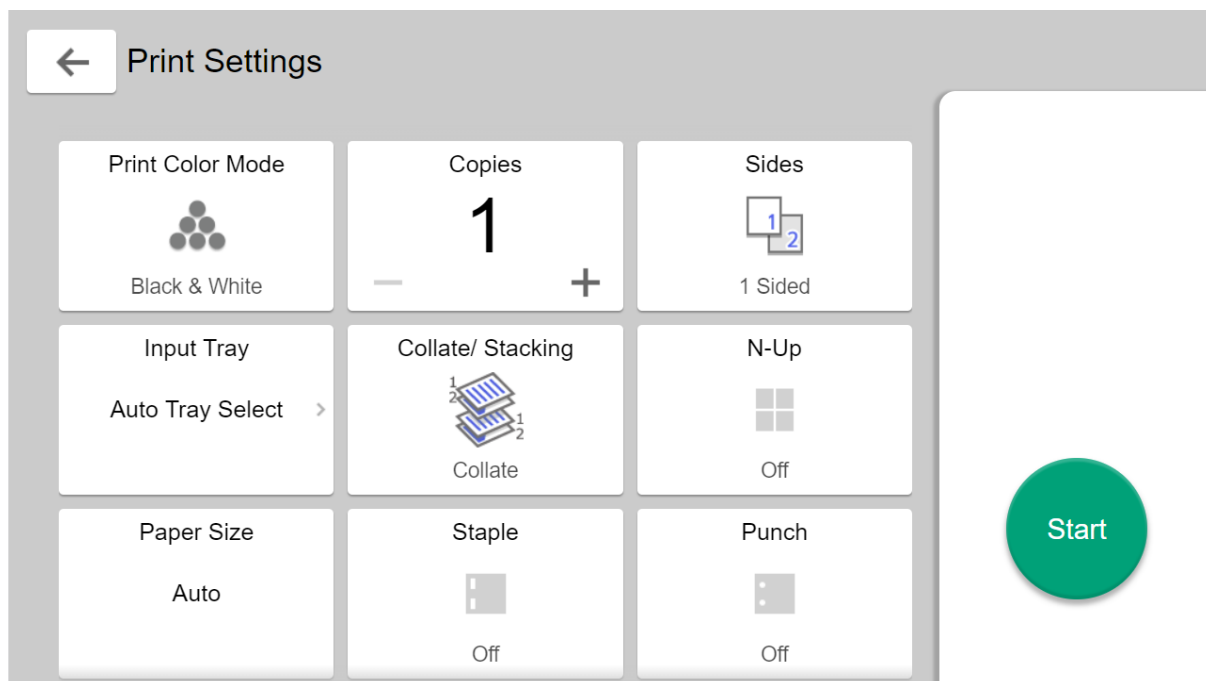 Print Settings
Print Color Mode
Black & White
Copies
1
Sides
1
2
1 Sided
Input Tray
Auto Tray Select
Collate/ Stacking
1
2
1
2
Collate
N-Up
Off
Paper Size
Auto
Staple
Off
Punch
Off
Start